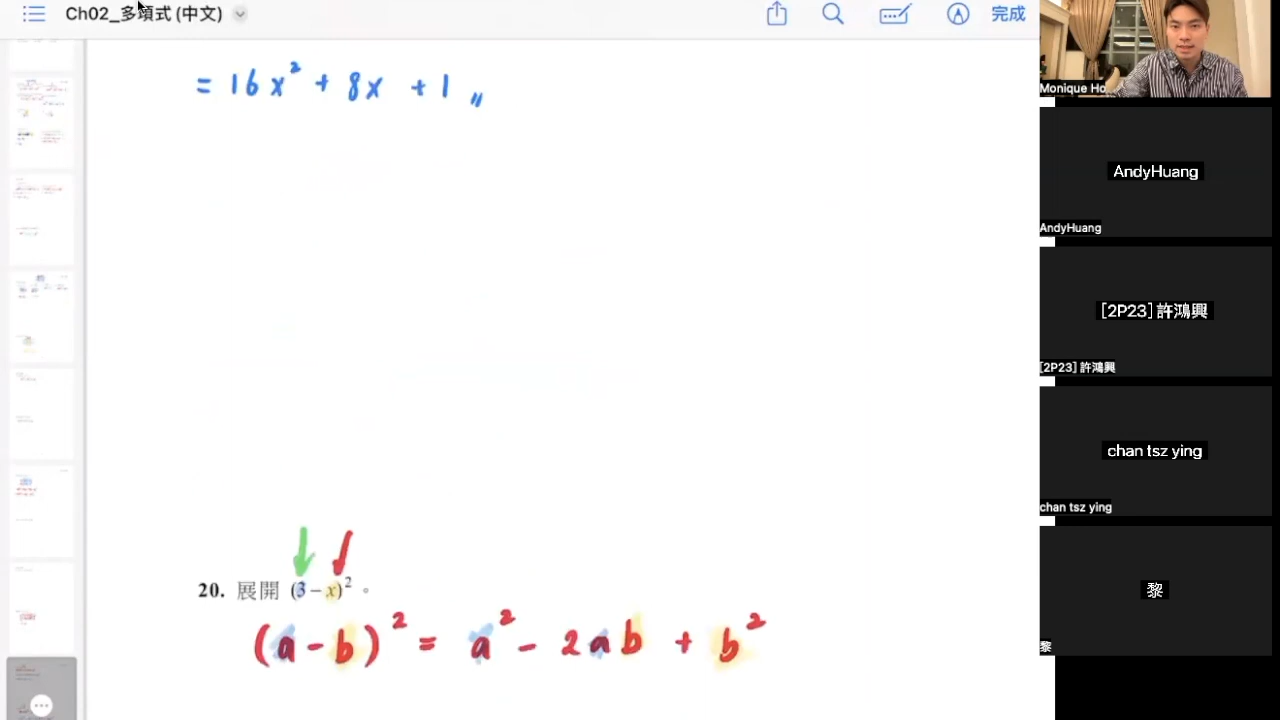 Ch02_多項式 (中文)
完成
= 16x² + 8x + 1 〃
20. 展開 (3 − x)²。
(a − b)² = a² − 2ab + b²
Monique Ho
AndyHuang
AndyHuang
[2P23] 許鴻興
[2P23] 許鴻興
chan tsz ying
chan tsz ying
黎
黎